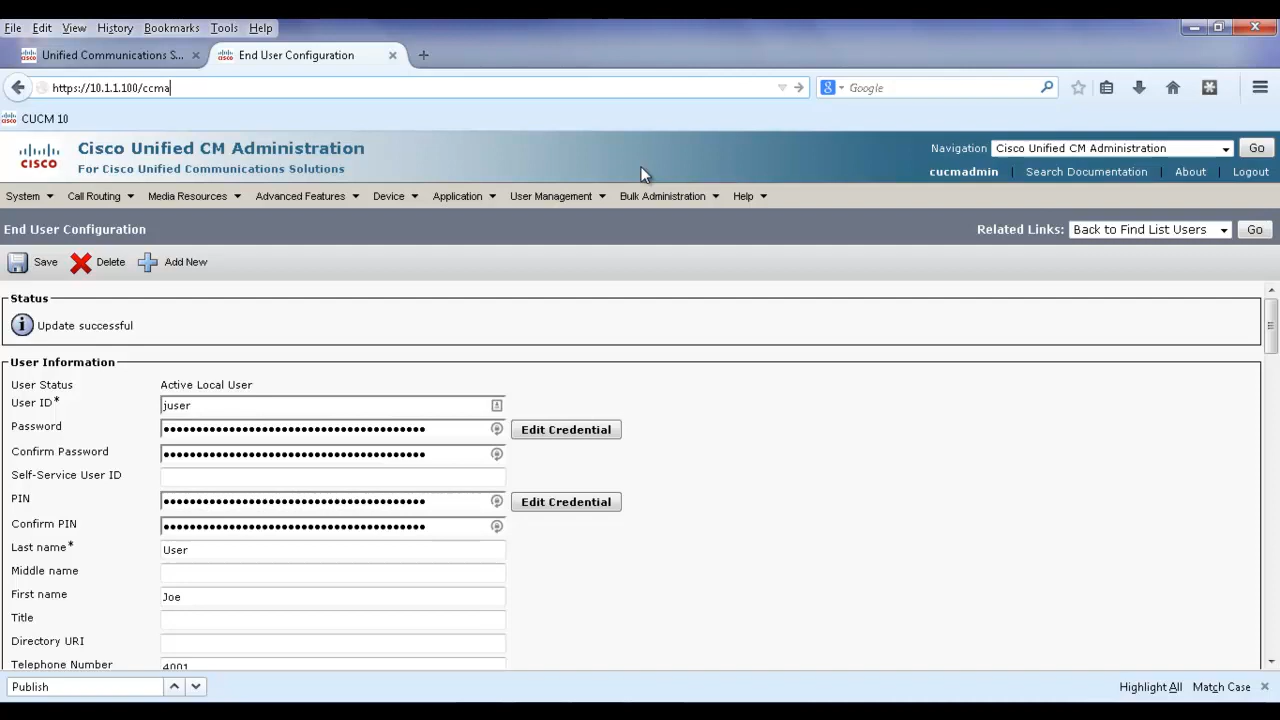 File Edit View History Bookmarks Tools Help
Unified Communications S... End User Configuration
https://10.1.1.100/ccma Google
CUCM 10
CISCO Cisco Unified CM Administration Navigation Cisco Unified CM Administration Go
For Cisco Unified Communications Solutions cucmadmin Search Documentation About Logout
System Call Routing Media Resources Advanced Features Device Application User Management Bulk Administration Help
End User Configuration Related Links: Back to Find List Users Go
Save Delete Add New
Status
Update successful
User Information
User Status Active Local User
User ID* juser
Password •••••••••••••••••••••••••••••••••••••••• Edit Credential
Confirm Password ••••••••••••••••••••••••••••••••••••••••
Self-Service User ID
PIN •••••••••••••••••••••••••••••••••••••••• Edit Credential
Confirm PIN ••••••••••••••••••••••••••••••••••••••••
Last name* User
Middle name
First name Joe
Title
Directory URI
Telephone Number 4001
Publish Highlight All Match Case